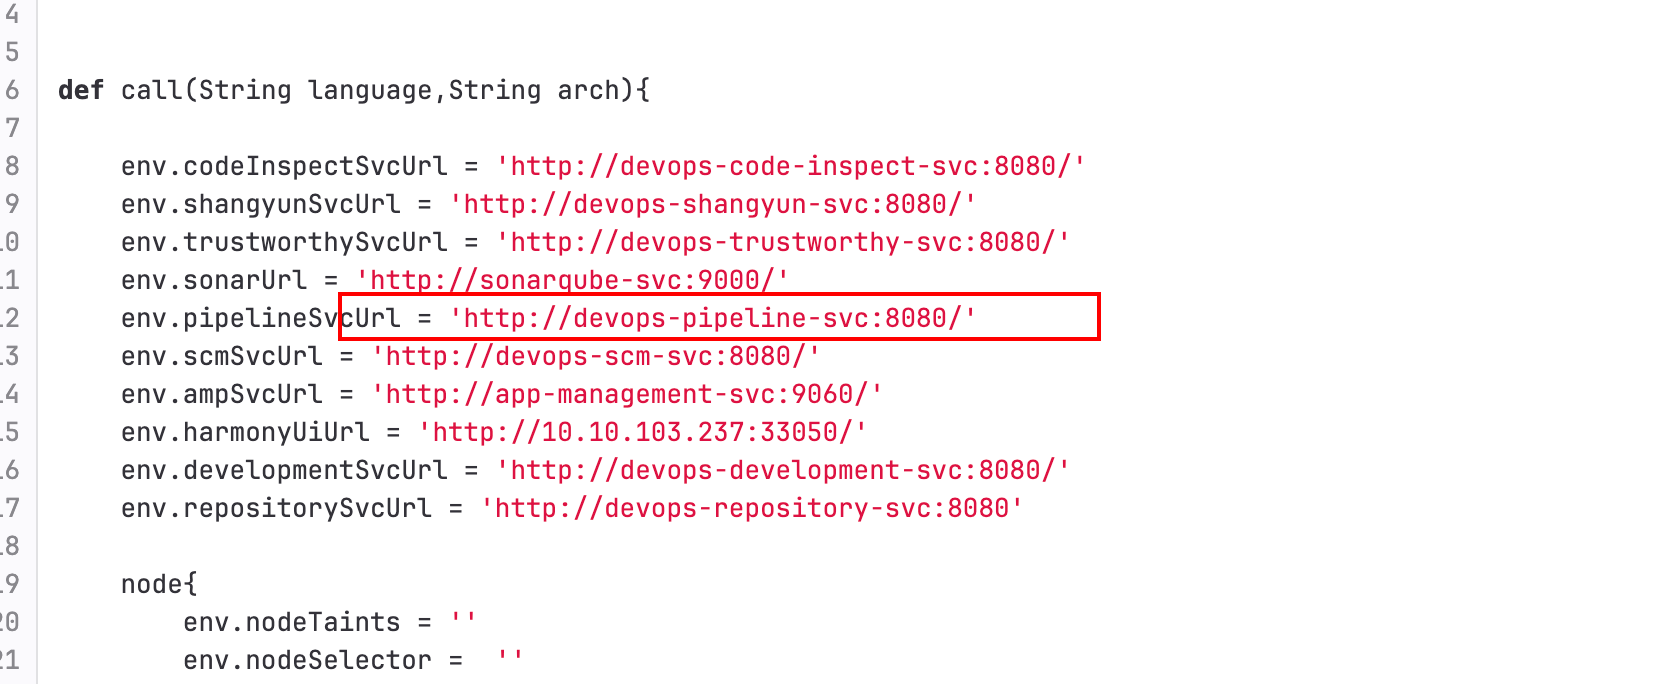 4
5
6 def call(String language,String arch){
7
8 env.codeInspectSvcUrl = 'http://devops-code-inspect-svc:8080/'
9 env.shangyunSvcUrl = 'http://devops-shangyun-svc:8080/'
10 env.trustworthySvcUrl = 'http://devops-trustworthy-svc:8080/'
11 env.sonarUrl = 'http://sonarqube-svc:9000/'
12 env.pipelineSvcUrl = 'http://devops-pipeline-svc:8080/'
13 env.scmSvcUrl = 'http://devops-scm-svc:8080/'
14 env.ampSvcUrl = 'http://app-management-svc:9060/'
15 env.harmonyUiUrl = 'http://10.10.103.237:33050/'
16 env.developmentSvcUrl = 'http://devops-development-svc:8080/'
17 env.repositorySvcUrl = 'http://devops-repository-svc:8080'
18
19 node{
20 env.nodeTaints = ''
21 env.nodeSelector =  ''